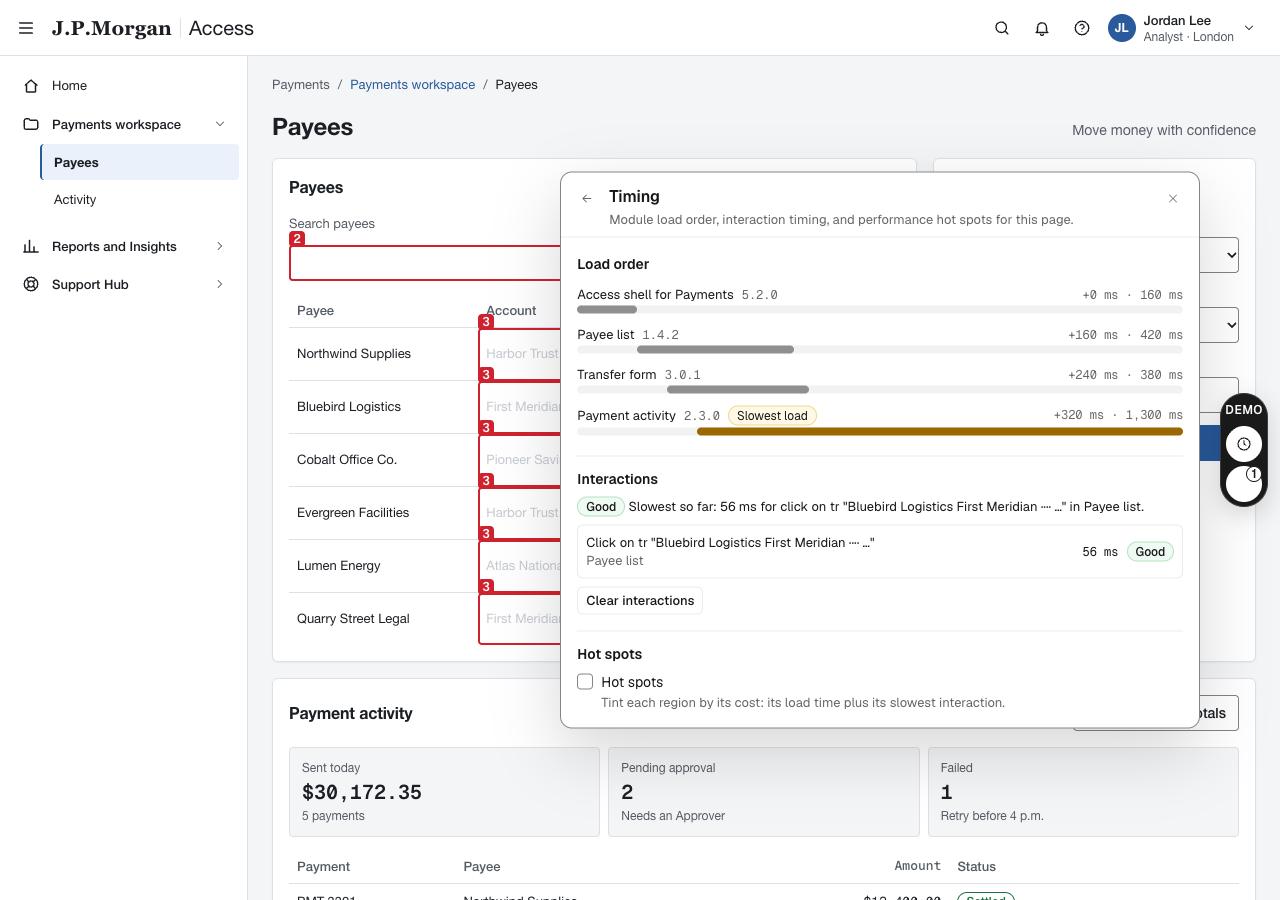 J.P.Morgan Access
JL
Jordan Lee
Analyst · London
Home
Payments workspace
Payees
Activity
Reports and Insights
Support Hub
Payments / Payments workspace / Payees
Payees
Move money with confidence
Payees
Search payees
2
Payee Account
3
Northwind Supplies Harbor Trust
3
Bluebird Logistics First Meridian
3
Cobalt Office Co. Pioneer Savi
3
Evergreen Facilities Harbor Trust
3
Lumen Energy Atlas Nationa
3
Quarry Street Legal First Meridian
Timing
Module load order, interaction timing, and performance hot spots for this page.
Load order
Access shell for Payments 5.2.0 +0 ms · 160 ms
Payee list 1.4.2 +160 ms · 420 ms
Transfer form 3.0.1 +240 ms · 380 ms
Payment activity 2.3.0 Slowest load +320 ms · 1,300 ms
Interactions
Good Slowest so far: 56 ms for click on tr "Bluebird Logistics First Meridian ···· …" in Payee list.
Click on tr "Bluebird Logistics First Meridian ···· …"
Payee list
56 ms Good
Clear interactions
Hot spots
Hot spots
Tint each region by its cost: its load time plus its slowest interaction.
DEMO
1
Payment activity
otals
Sent today
$30,172.35
5 payments
Pending approval
2
Needs an Approver
Failed
1
Retry before 4 p.m.
Payment Payee Amount Status